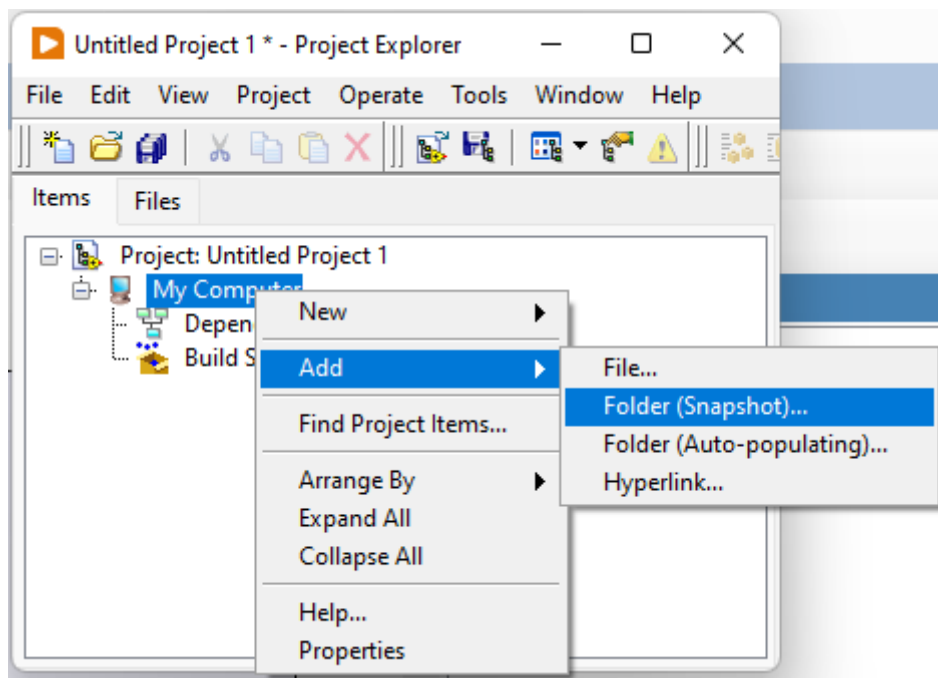 Untitled Project 1 * - Project Explorer
File Edit View Project Operate Tools Window Help
Items Files
Project: Untitled Project 1
My Computer
Depen
Build S
New
Add
Find Project Items...
Arrange By
Expand All
Collapse All
Help...
Properties
File...
Folder (Snapshot)...
Folder (Auto-populating)...
Hyperlink...